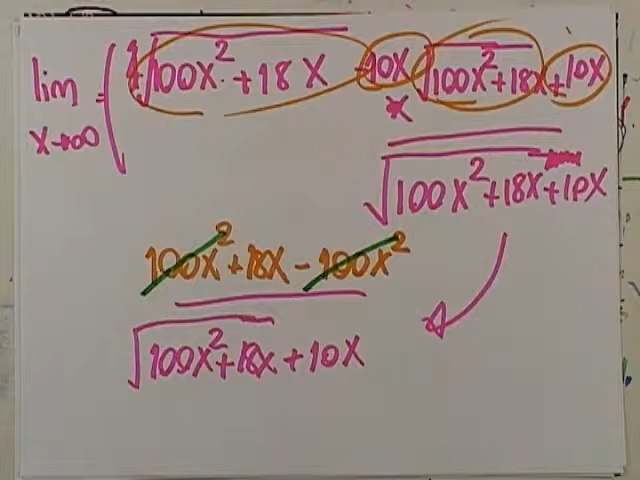 lim x→∞ = ( √100x² + 18x - 10x × √100x² + 18x + 10x
√100x² + 18x + 10x
100x² + 18x - 100x²
√100x² + 18x + 10x